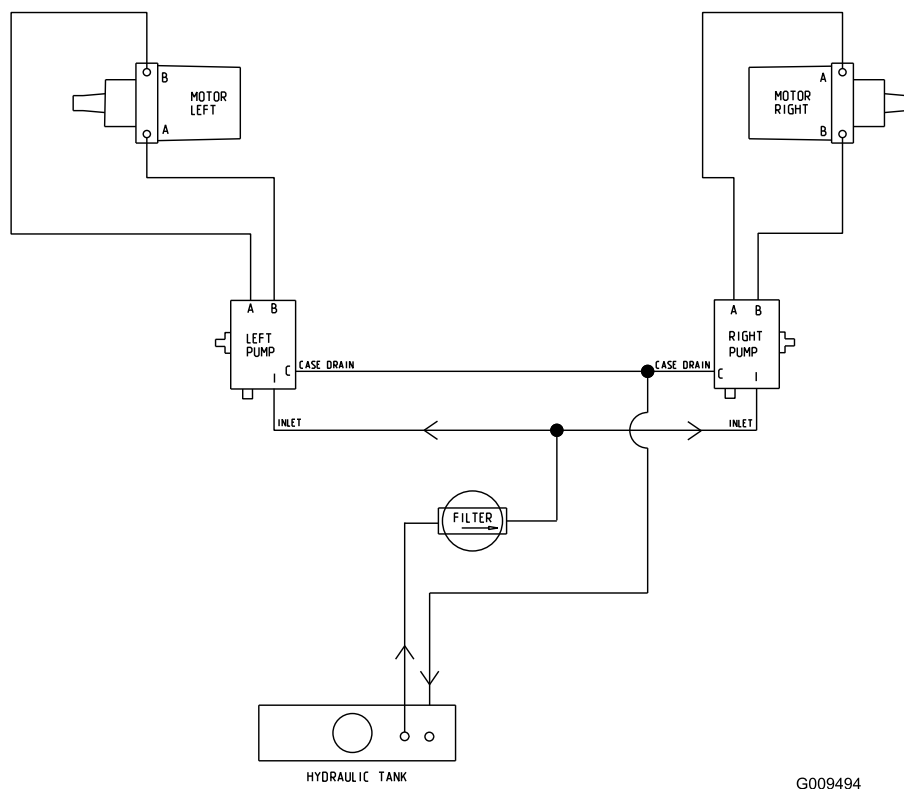 B
MOTOR
LEFT
A
A
MOTOR
RIGHT
B
A B
LEFT
PUMP
C
I
CASE DRAIN
INLET
A B
RIGHT
PUMP
C
I
CASE DRAIN
INLET
FILTER
HYDRAULIC TANK
G009494